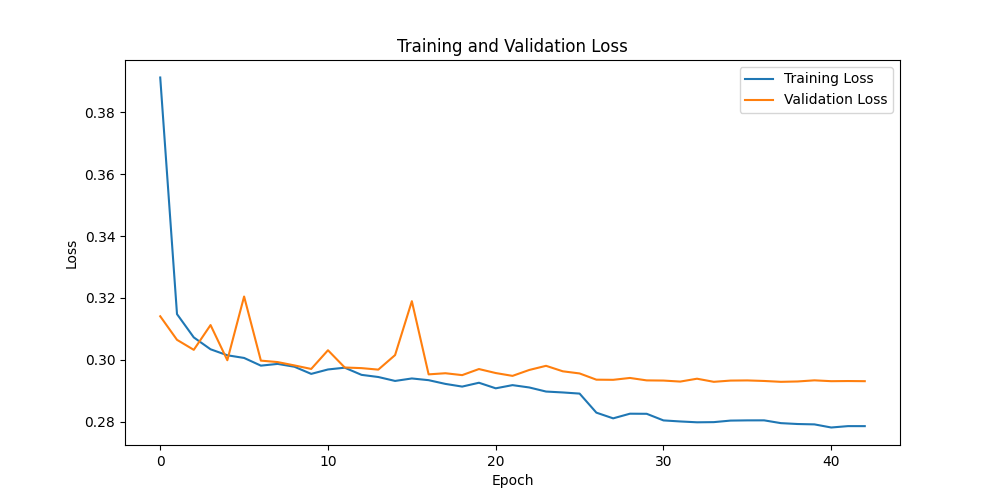 Training and Validation Loss
Training Loss
Validation Loss
0.38
0.36
0.34
0.32
0.30
0.28
Loss
0 10 20 30 40
Epoch